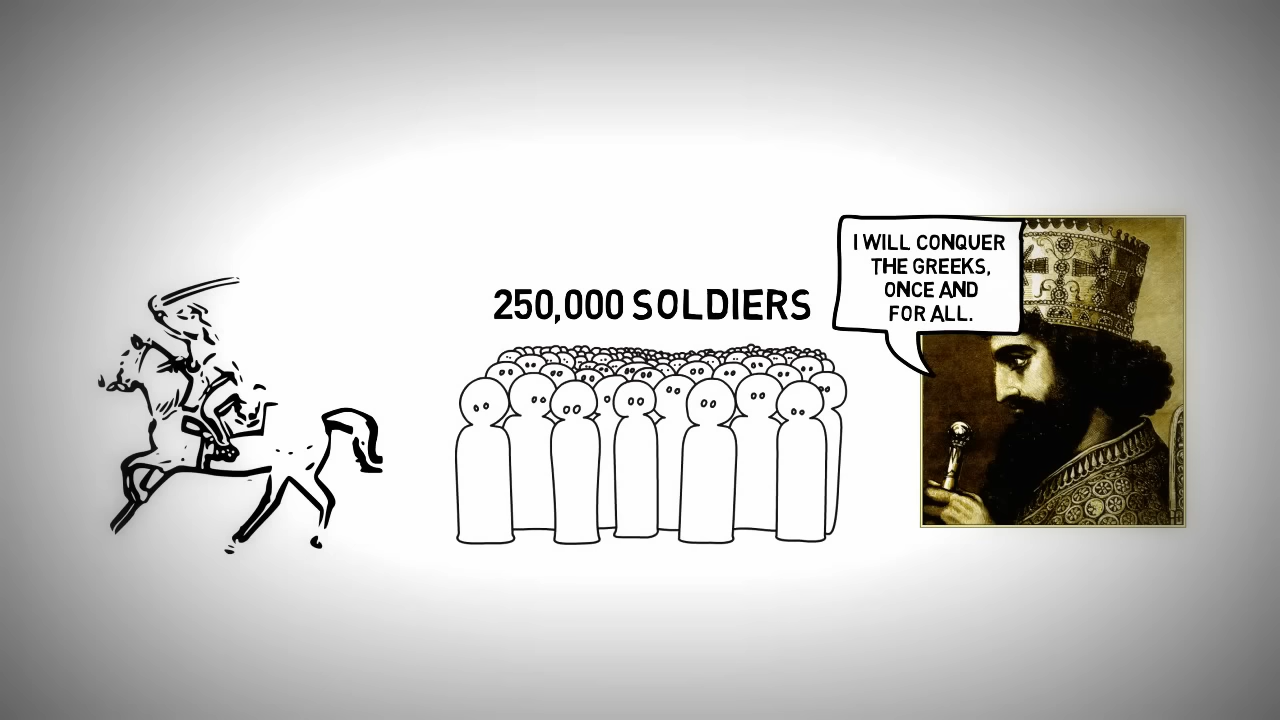 250,000 SOLDIERS
I WILL CONQUER
THE GREEKS,
ONCE AND
FOR ALL.